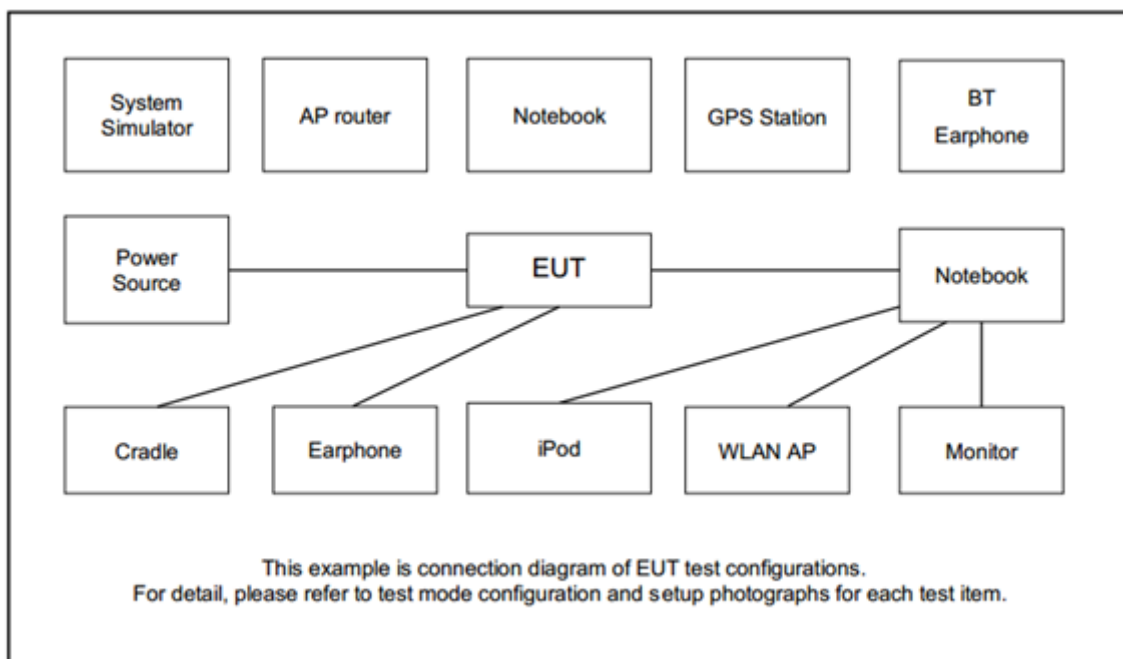 System
Simulator
AP router
Notebook
GPS Station
BT
Earphone
Power
Source
EUT
Notebook
Cradle
Earphone
iPod
WLAN AP
Monitor
This example is connection diagram of EUT test configurations.
For detail, please refer to test mode configuration and setup photographs for each test item.